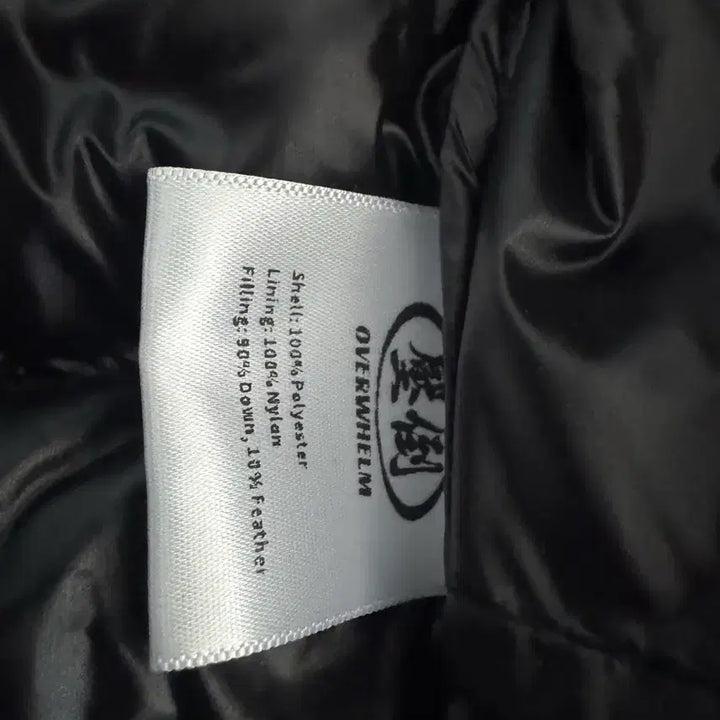 壓倒
OVERWHELM
Shell: 100% Polyester
Lining: 100% Nylon
Filling: 90% Down, 10% Feather